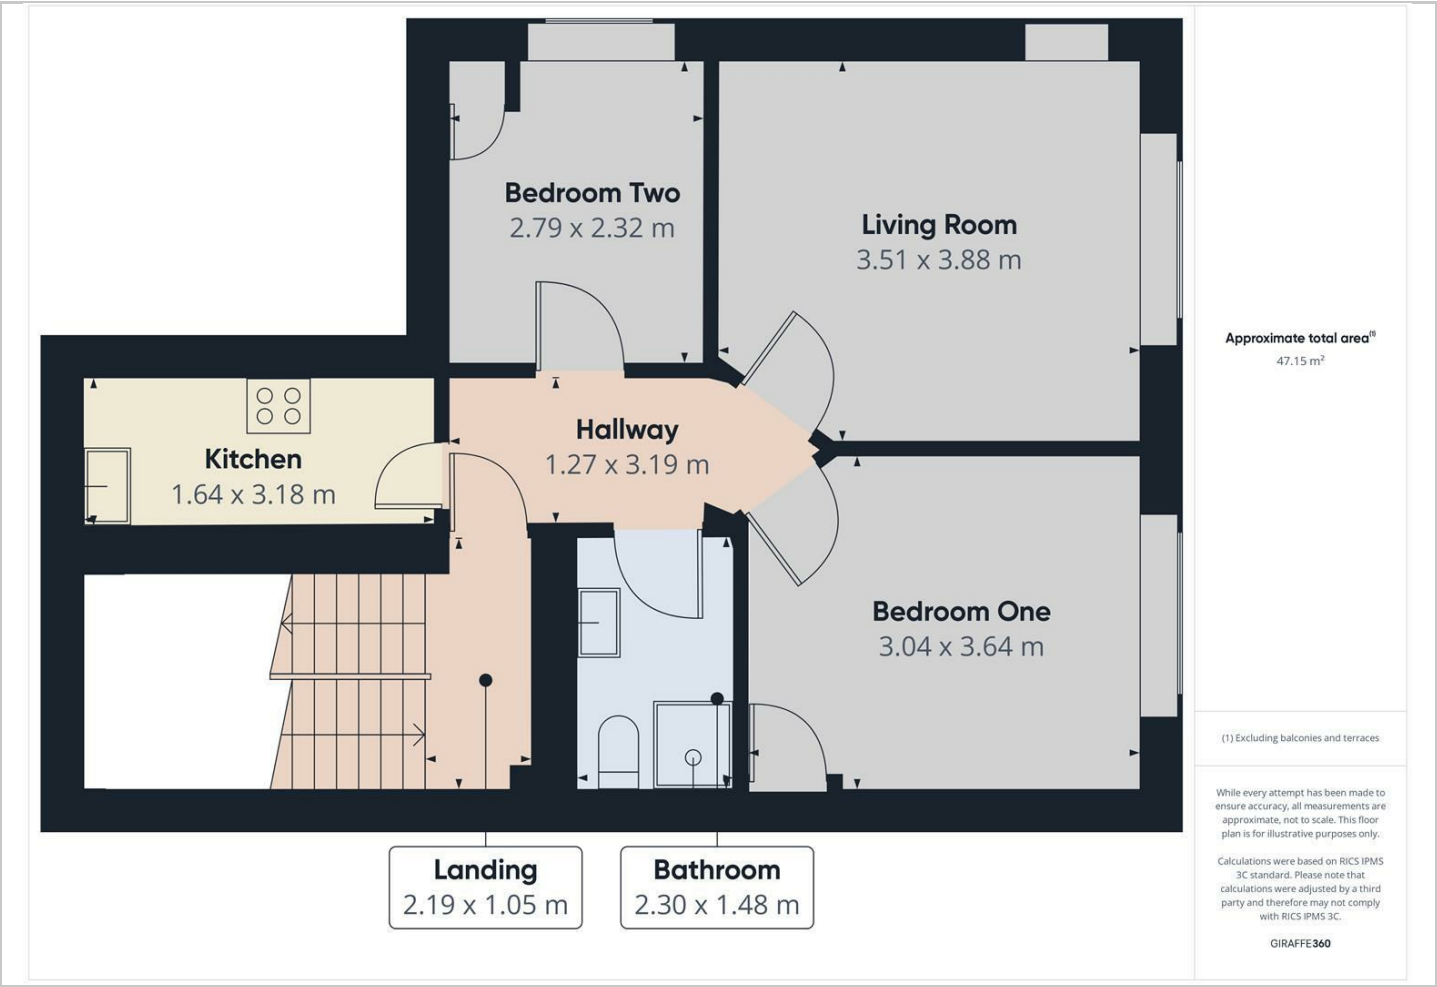 Bedroom Two
2.79 x 2.32 m
Living Room
3.51 x 3.88 m
Hallway
1.27 x 3.19 m
Kitchen
1.64 x 3.18 m
Bedroom One
3.04 x 3.64 m
Landing
2.19 x 1.05 m
Bathroom
2.30 x 1.48 m
Approximate total area(1)
47.15 m²
(1) Excluding balconies and terraces
While every attempt has been made to
ensure accuracy, all measurements are
approximate, not to scale. This floor
plan is for illustrative purposes only.
Calculations were based on RICS IPMS
3C standard. Please note that
calculations were adjusted by a third
party and therefore may not comply
with RICS IPMS 3C.
GIRAFFE360